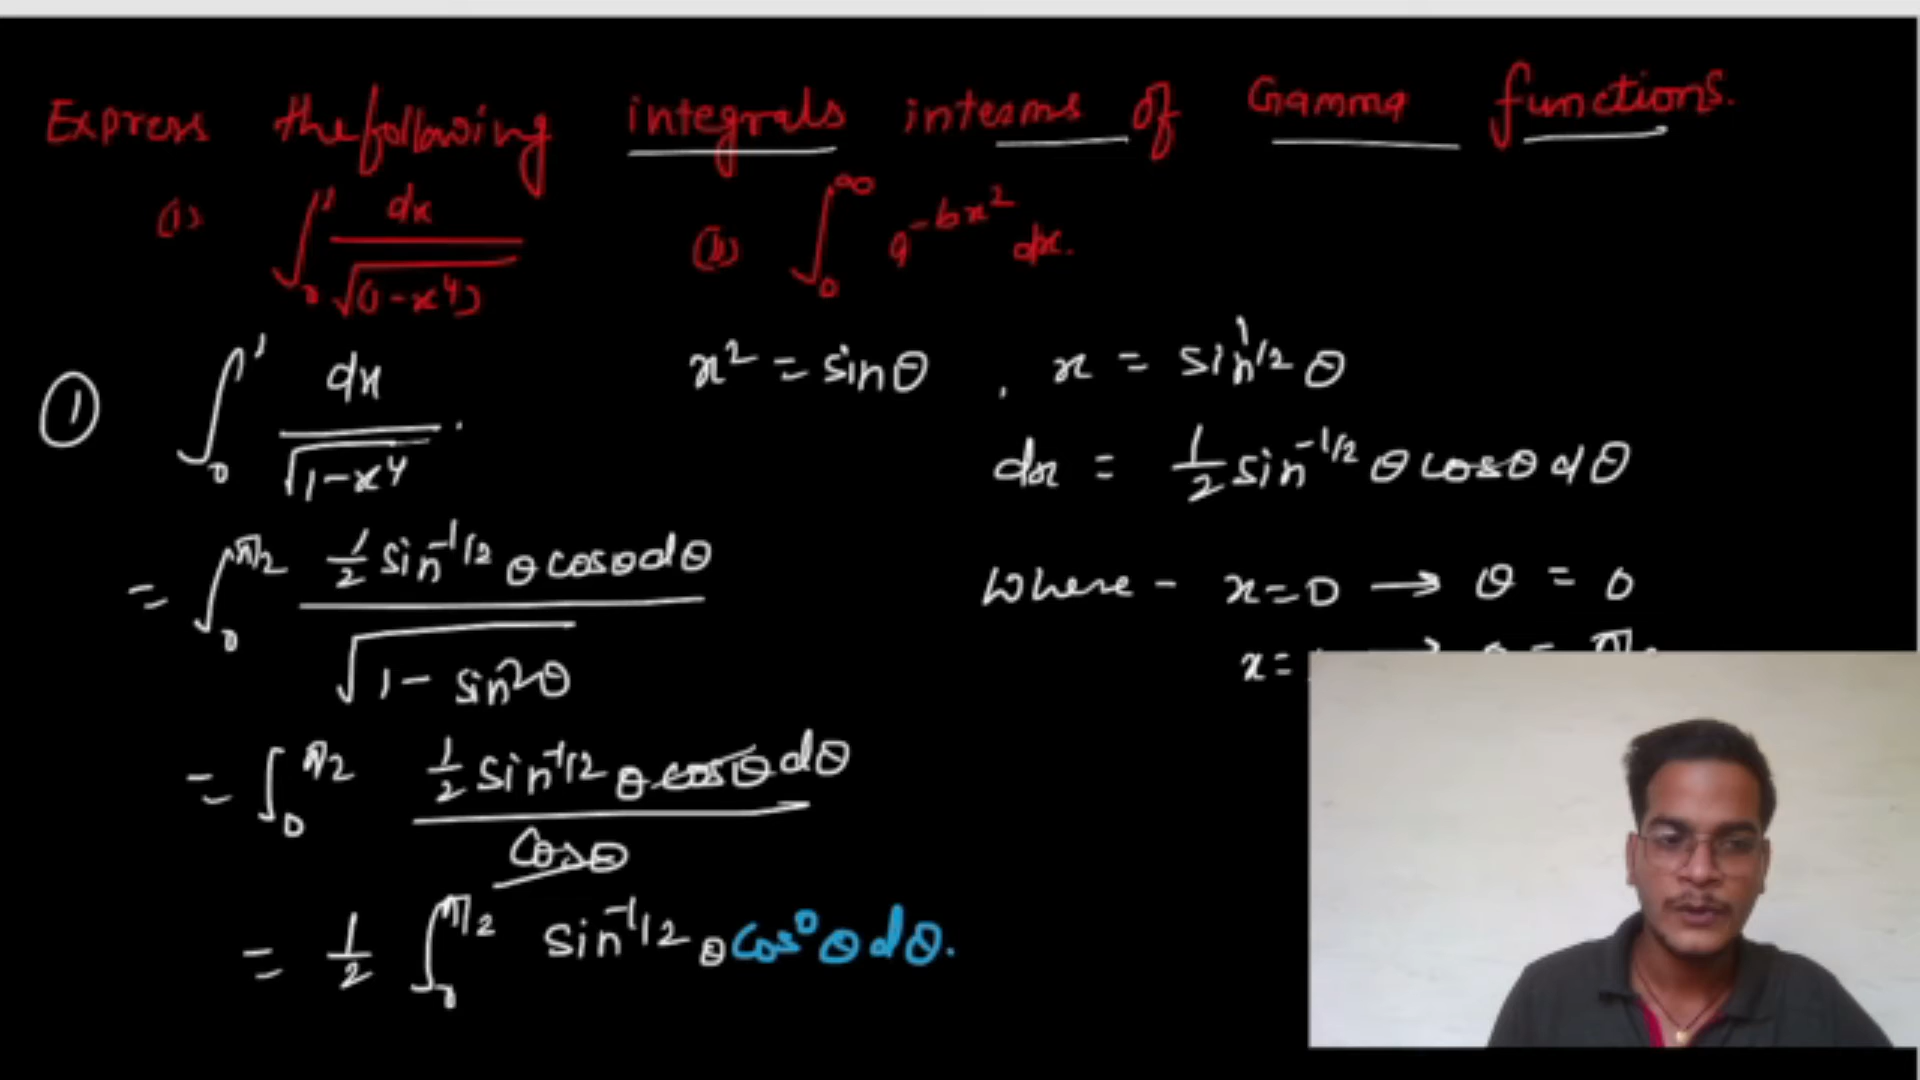 Express the following integrals interms of Gamma functions.
(i) ∫₀¹ dx / √(1-x⁴) (ii) ∫₀^∞ a^(-bx²) dx.
① ∫₀¹ dx / √1-x⁴ . x² = sinθ , x = sin^1/2 θ
dx = 1/2 sin^-1/2 θ cosθ dθ
= ∫₀^π/2 1/2 sin^-1/2 θ cosθ dθ / √1 - sin²θ
Where - x=0 → θ = 0
x=
= ∫₀^π/2 1/2 sin^-1/2 θ cosθ dθ / cosθ
= 1/2 ∫₀^π/2 sin^-1/2 θ cos⁰ θ dθ.